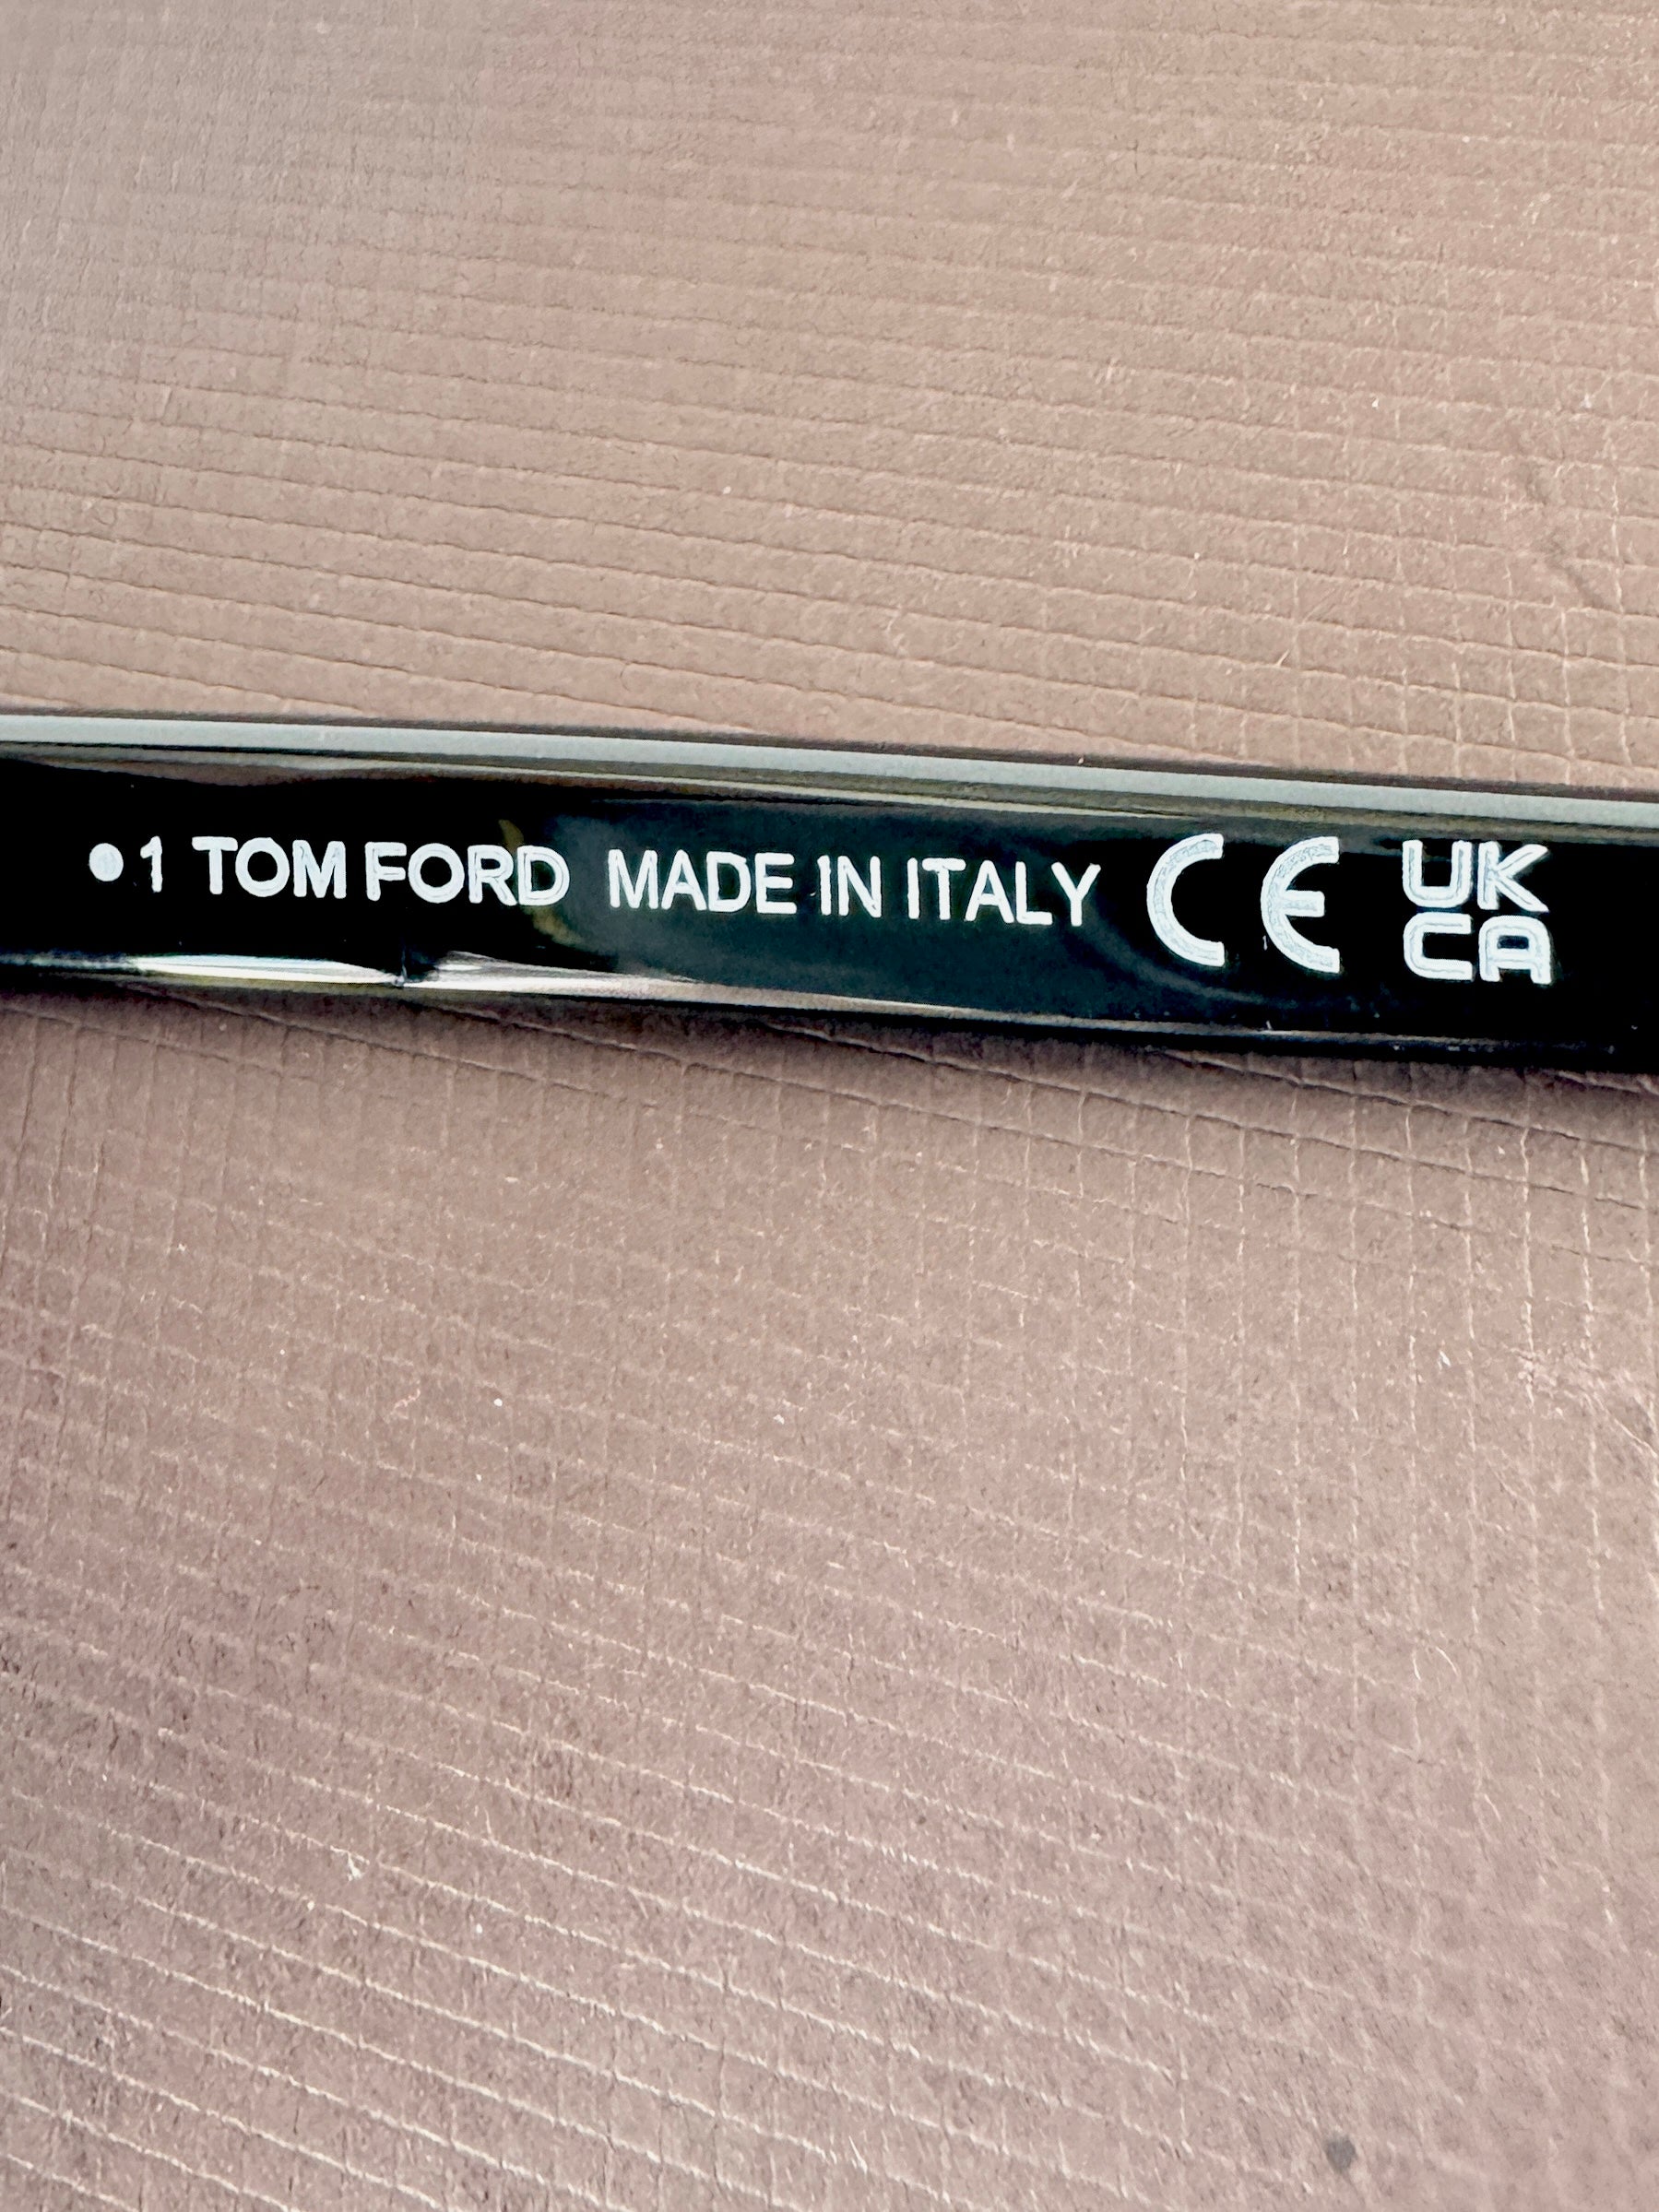 ●1 TOM FORD MADE IN ITALY CE UK
CA